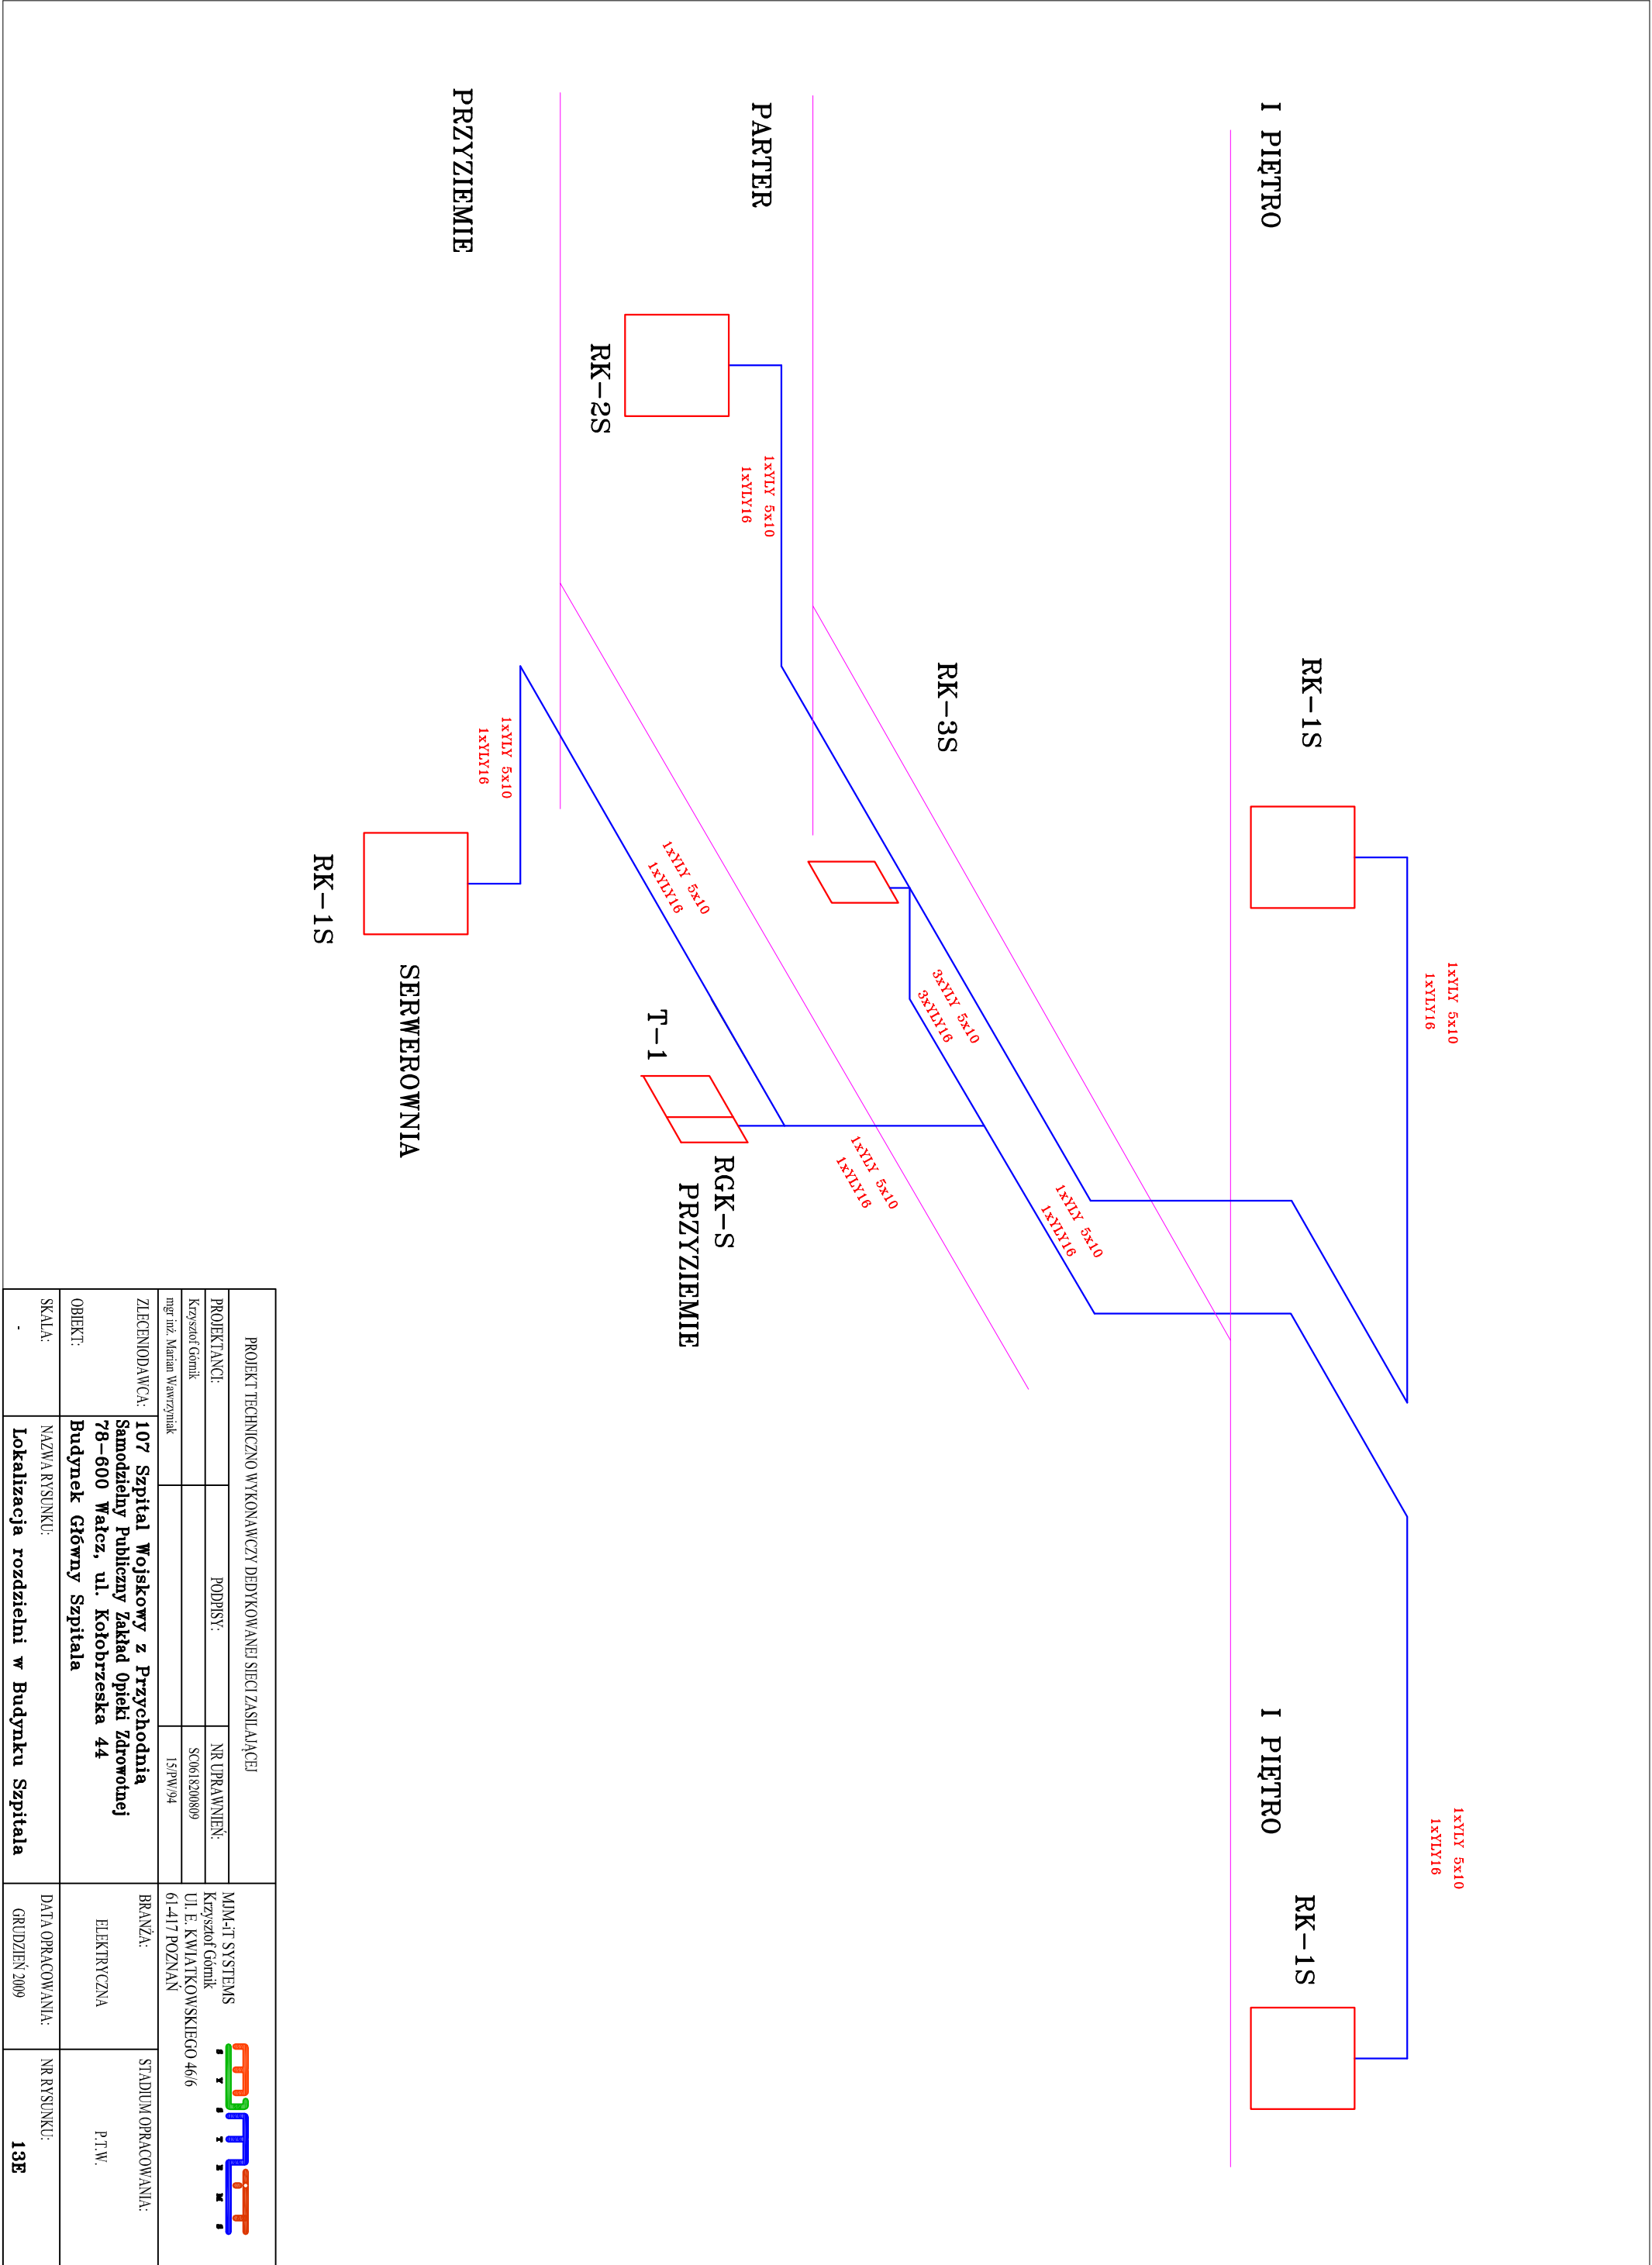 I PIĘTRO
RK-1S
1xYLY 5x10
1xYLY16
I PIĘTRO
1xYLY 5x10
1xYLY16
RK-1S
PARTER
RK-3S
3xYLY 5x10
3xYLY16
1xYLY 5x10
1xYLY16
RK-2S
1xYLY 5x10
1xYLY16
1xYLY 5x10
1xYLY16
PRZYZIEMIE
1xYLY 5x10
1xYLY16
1xYLY 5x10
1xYLY16
T-1
RGK-S
PRZYZIEMIE
RK-1S
SERWEROWNIA
PROJEKT TECHNICZNO WYKONAWCZY DEDYKOWANEJ SIECI ZASILAJĄCEJ
PROJEKTANCI:
PODPISY:
NR UPRAWNIEŃ:
Krzysztof Górnik
SC0618200809
mgr inż. Marian Wawrzyniak
15/PW/94
MJM-iT SYSTEMS
Krzysztof Górnik
Ul. E. KWIATKOWSKIEGO 46/6
61-417 POZNAŃ
mjmiT
SYSTEMS
ZLECENIODAWCA:
107 Szpital Wojskowy z Przychodnią
Samodzielny Publiczny Zakład Opieki Zdrowotnej
78-600 Wałcz, ul. Kołobrzeska 44
OBIEKT:
Budynek Główny Szpitala
BRANŻA:
ELEKTRYCZNA
STADIUM OPRACOWANIA:
P.T.W.
SKALA:
-
NAZWA RYSUNKU:
Lokalizacja rozdzielni w Budynku Szpitala
DATA OPRACOWANIA:
GRUDZIEŃ 2009
NR RYSUNKU:
13E